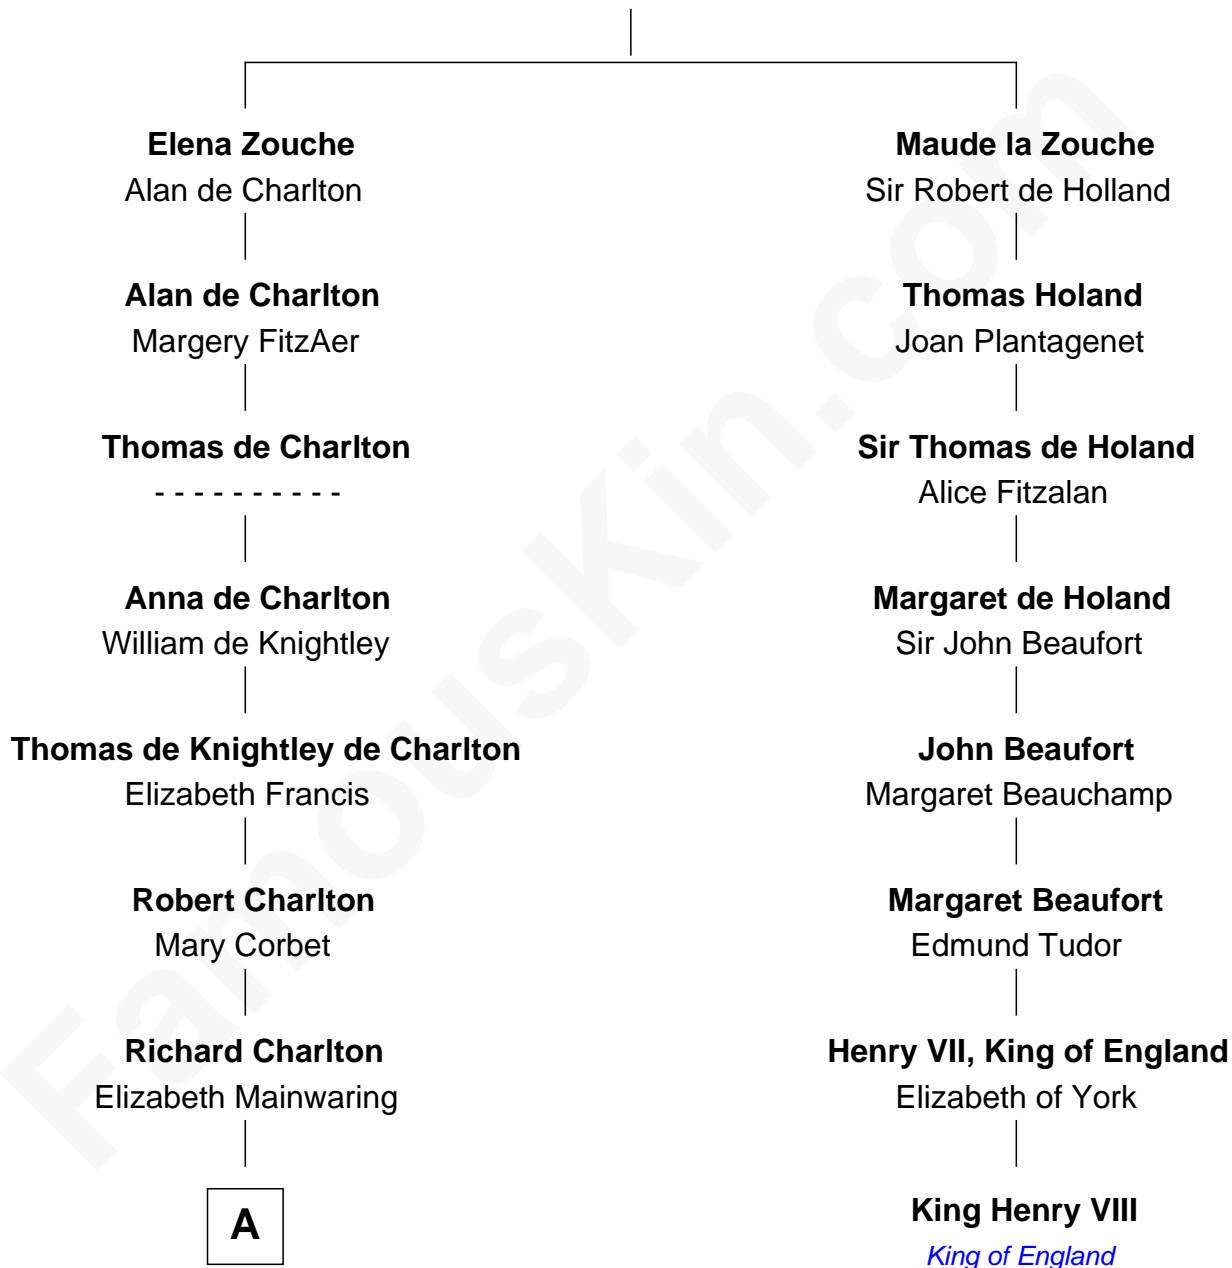 Elena Zouche
Alan de Charlton
Alan de Charlton
Margery FitzAer
Thomas de Charlton
- - - - - - - - - -
Anna de Charlton
William de Knightley
Thomas de Knightley de Charlton
Elizabeth Francis
Robert Charlton
Mary Corbet
Richard Charlton
Elizabeth Mainwaring
A
Maude la Zouche
Sir Robert de Holland
Thomas Holand
Joan Plantagenet
Sir Thomas de Holand
Alice Fitzalan
Margaret de Holand
Sir John Beaufort
John Beaufort
Margaret Beauchamp
Margaret Beaufort
Edmund Tudor
Henry VII, King of England
Elizabeth of York
King Henry VIII
King of England
FamousKin.com